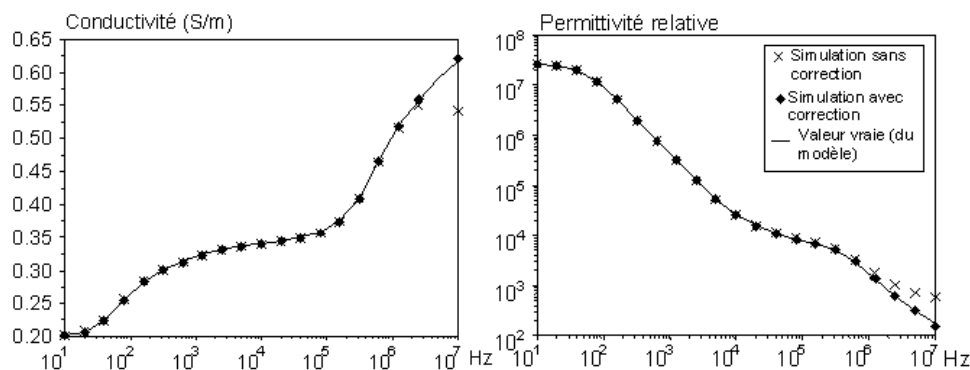 Conductivité (S/m)
0.65
0.60
0.55
0.50
0.45
0.40
0.35
0.30
0.25
0.20
10¹ 10² 10³ 10⁴ 10⁵ 10⁶ 10⁷ Hz
Permittivité relative
10⁸
10⁷
10⁶
10⁵
10⁴
10³
10²
10¹ 10² 10³ 10⁴ 10⁵ 10⁶ 10⁷ Hz
× Simulation sans
correction
◆ Simulation avec
correction
— Valeur vraie (du
modèle)